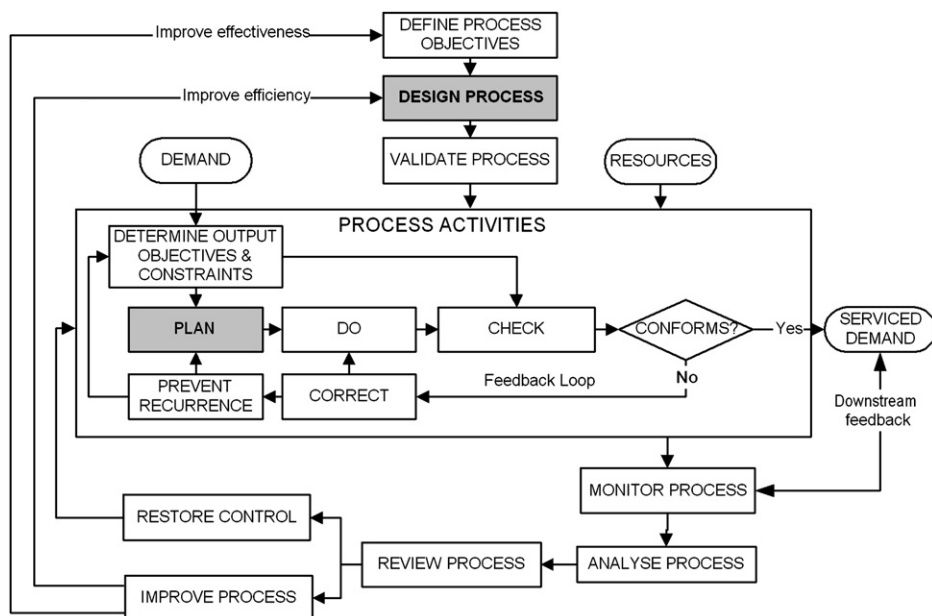 Improve effectiveness
DEFINE PROCESS
OBJECTIVES
Improve efficiency
DESIGN PROCESS
DEMAND
VALIDATE PROCESS
RESOURCES
PROCESS ACTIVITIES
DETERMINE OUTPUT
OBJECTIVES &
CONSTRAINTS
PLAN
DO
CHECK
CONFORMS?
Yes
SERVICED
DEMAND
PREVENT
RECURRENCE
CORRECT
Feedback Loop
No
Downstream
feedback
MONITOR PROCESS
RESTORE CONTROL
REVIEW PROCESS
ANALYSE PROCESS
IMPROVE PROCESS